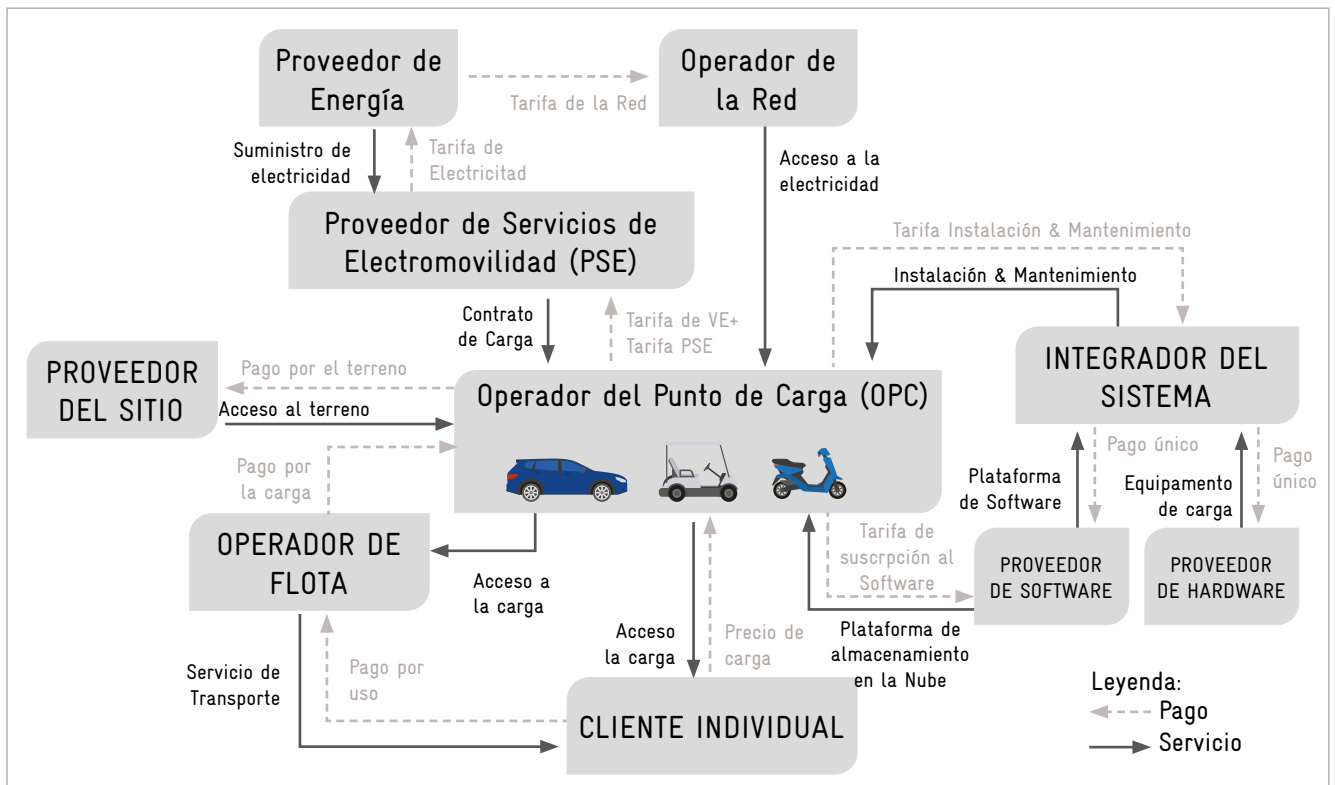 Proveedor de
Energía
Tarifa de la Red
Operador de
la Red
Suministro de
electricidad
Tarifa de
Electricitad
Acceso a la
electricidad
Proveedor de Servicios de
Electromovilidad (PSE)
Tarifa Instalación & Mantenimiento
Instalación & Mantenimiento
Contrato
de Carga
Tarifa de VE+
Tarifa PSE
PROVEEDOR
DEL SITIO
Pago por el terreno
Acceso al terreno
Operador del Punto de Carga (OPC)
INTEGRADOR DEL
SISTEMA
Pago por
la carga
Plataforma
de Software
Pago único
Equipamento
de carga
Pago
único
OPERADOR DE
FLOTA
Acceso a
la carga
Tarifa de
suscrpción al
Software
PROVEEDOR
DE SOFTWARE
PROVEEDOR
DE HARDWARE
Acceso
la carga
Precio de
carga
Plataforma de
almacenamiento
en la Nube
Servicio de
Transporte
Pago por
uso
CLIENTE INDIVIDUAL
Leyenda:
Pago
Servicio